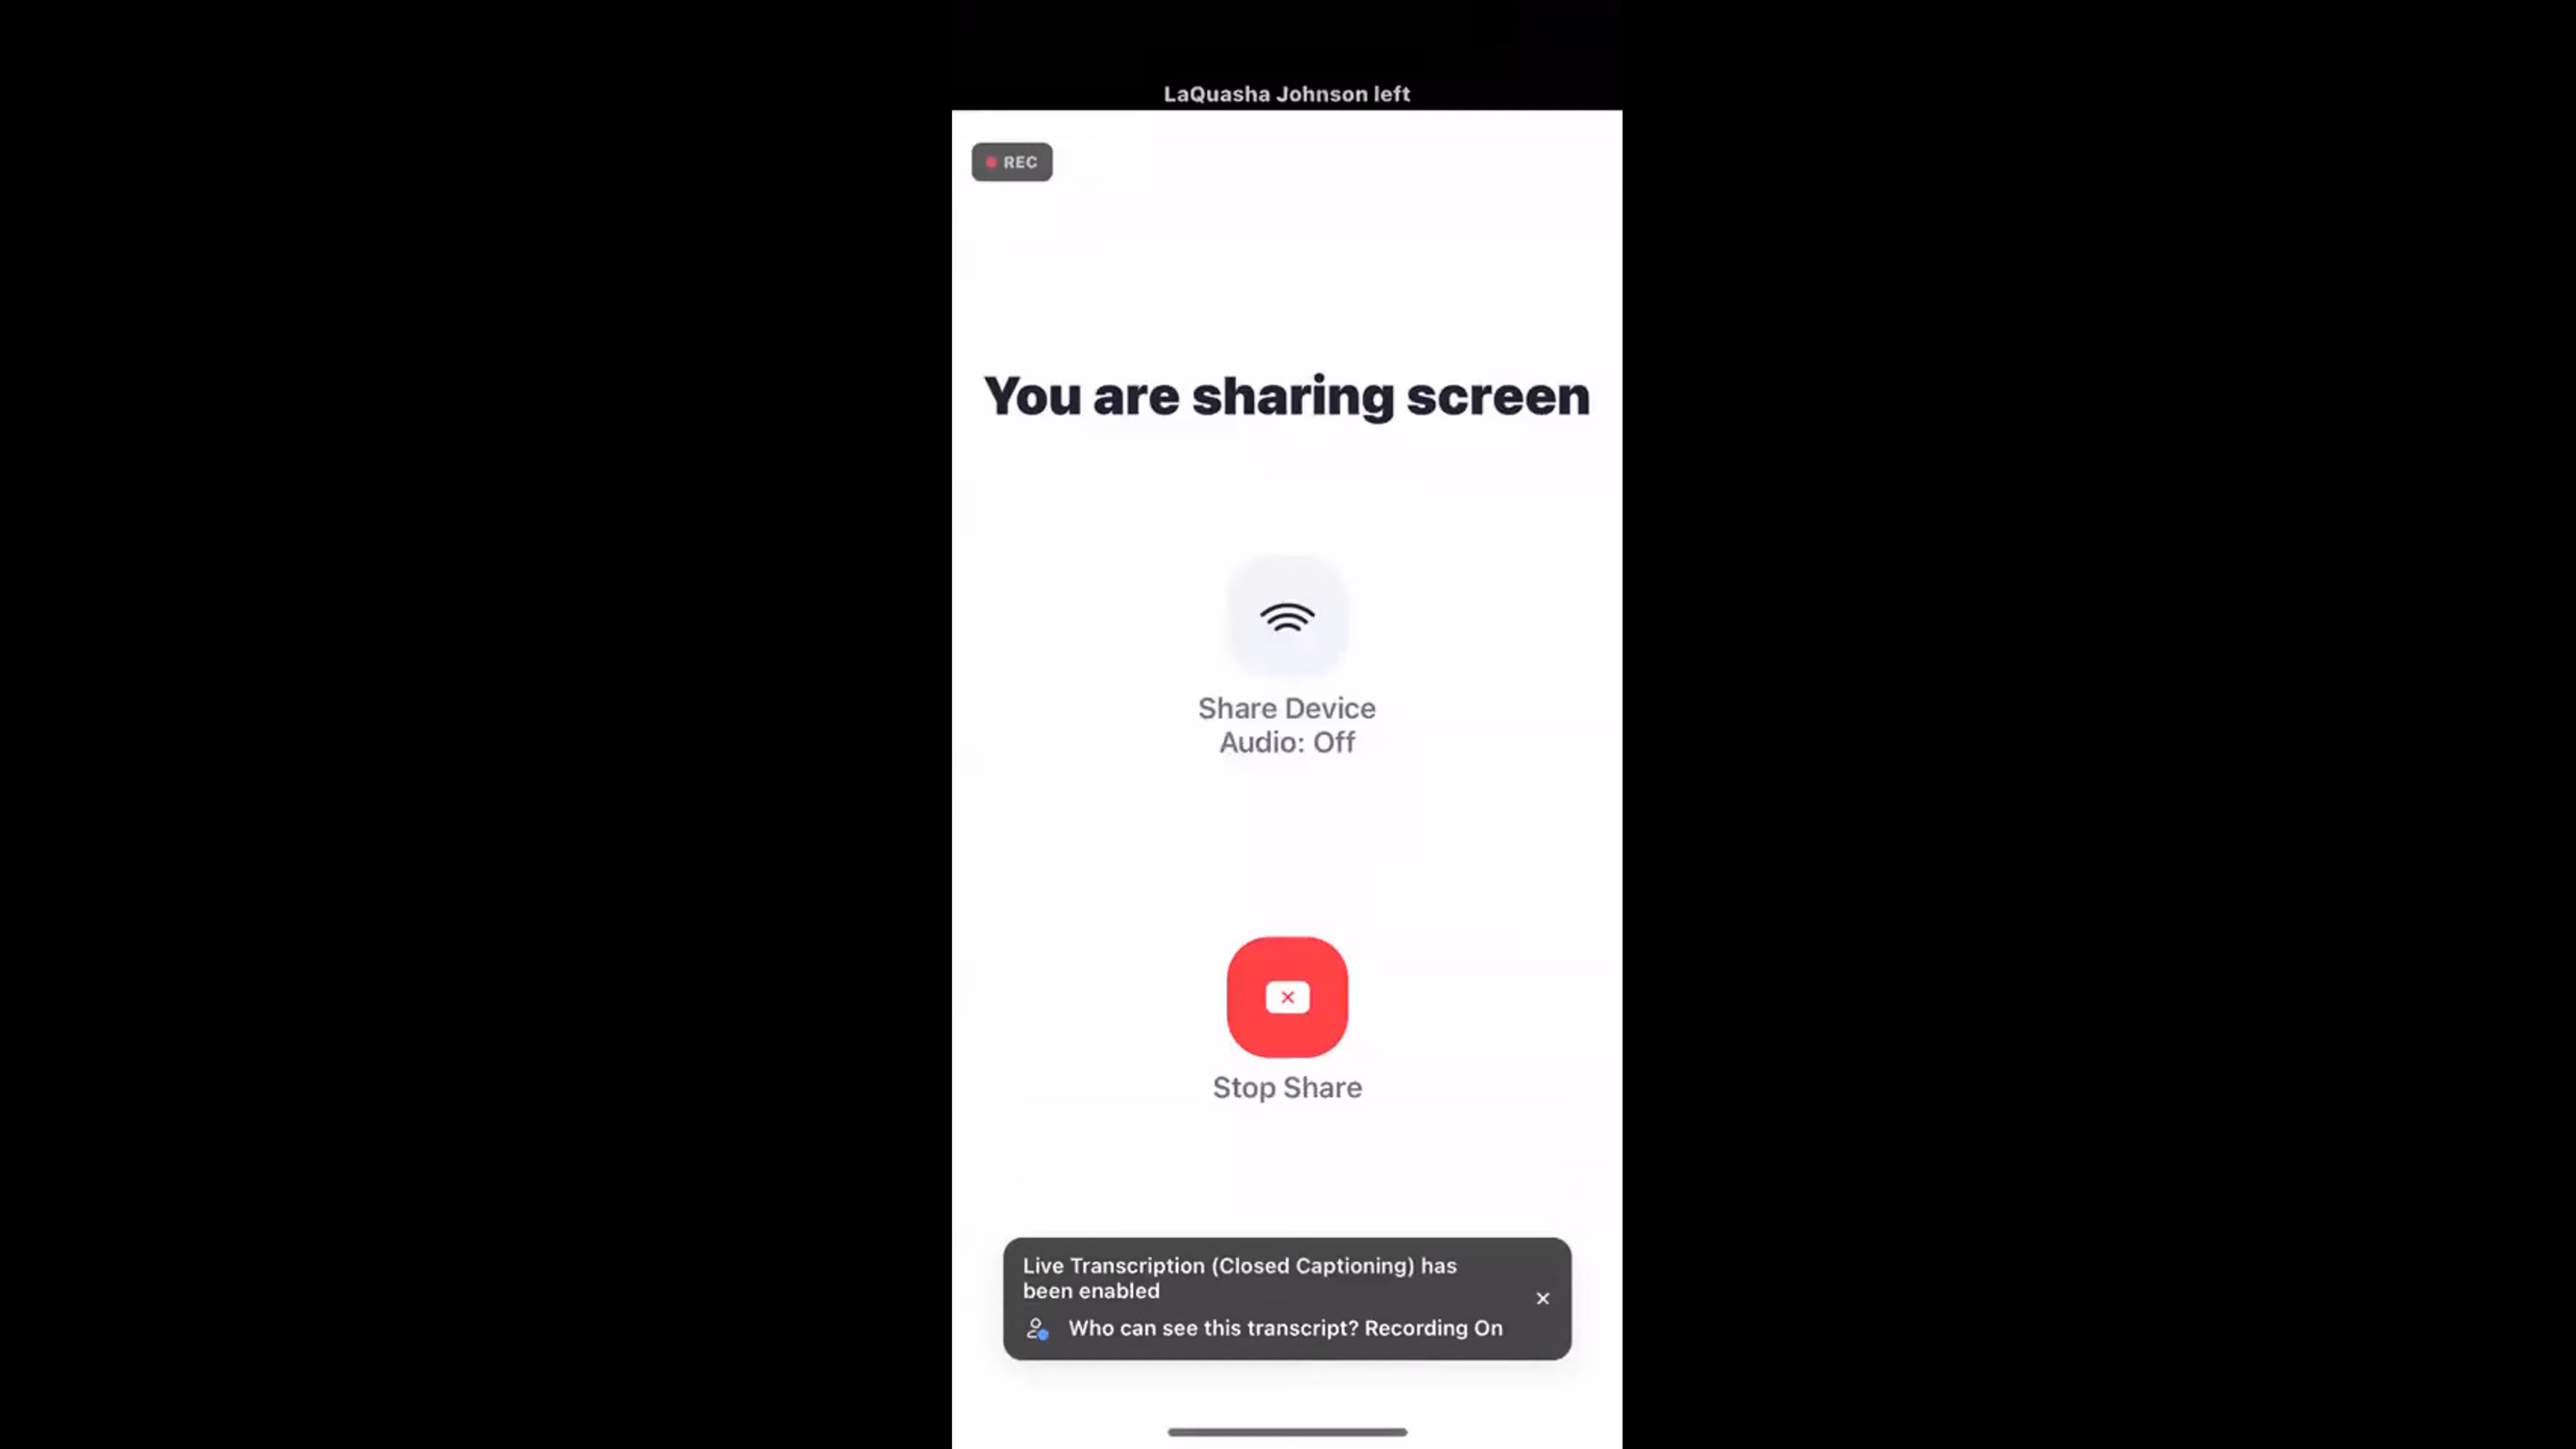 LaQuasha Johnson left
REC
You are sharing screen
Share Device
Audio: Off
Stop Share
Live Transcription (Closed Captioning) has
been enabled
Who can see this transcript? Recording On